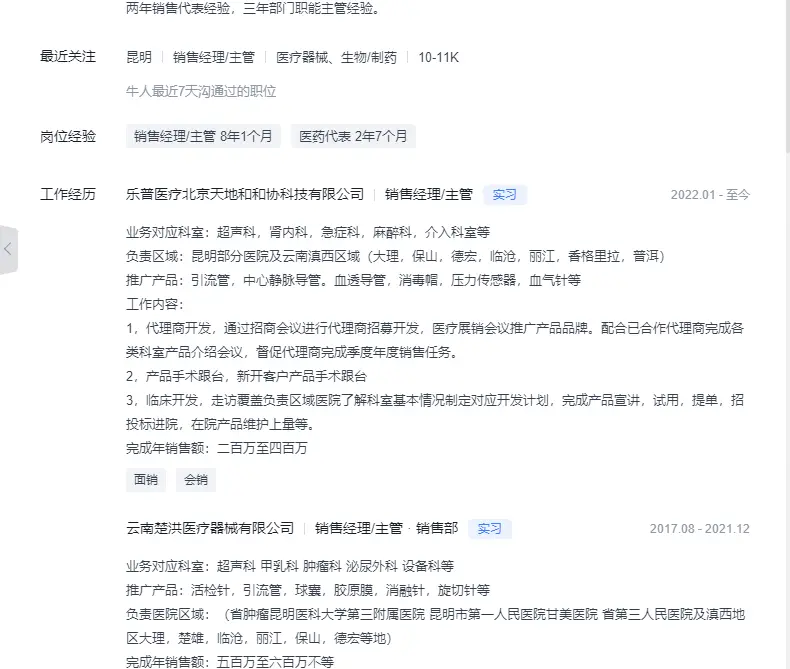 两年销售代表经验，三年部门职能主管经验。
最近关注 昆明 销售经理/主管 医疗器械、生物/制药 10-11K
牛人最近7天沟通过的职位
岗位经验 销售经理/主管 8年1个月 医药代表 2年7个月
工作经历 乐普医疗北京天地和和协科技有限公司 销售经理/主管 实习 2022.01 - 至今
业务对应科室：超声科，肾内科，急症科，麻醉科，介入科室等
负责区域：昆明部分医院及云南滇西区域（大理，保山，德宏，临沧，丽江，香格里拉，普洱）
推广产品：引流管，中心静脉导管。血透导管，消毒帽，压力传感器，血气针等
工作内容：
1，代理商开发，通过招商会议进行代理商招募开发，医疗展销会议推广产品品牌。配合已合作代理商完成各
类科室产品介绍会议，督促代理商完成季度年度销售任务。
2，产品手术跟台，新开客户产品手术跟台
3，临床开发，走访覆盖负责区域医院了解科室基本情况制定对应开发计划，完成产品宣讲，试用，提单，招
投标进院，在院产品维护上量等。
完成年销售额：二百万至四百万
面销 会销
云南楚洪医疗器械有限公司 销售经理/主管 · 销售部 实习 2017.08 - 2021.12
业务对应科室：超声科 甲乳科 肿瘤科 泌尿外科 设备科等
推广产品：活检针，引流管，球囊，胶原膜，消融针，旋切针等
负责医院区域：（省肿瘤昆明医科大学第三附属医院 昆明市第一人民医院甘美医院 省第三人民医院及滇西地
区大理，楚雄，临沧，丽江，保山，德宏等地）
完成年销售额：五百万至六百万不等